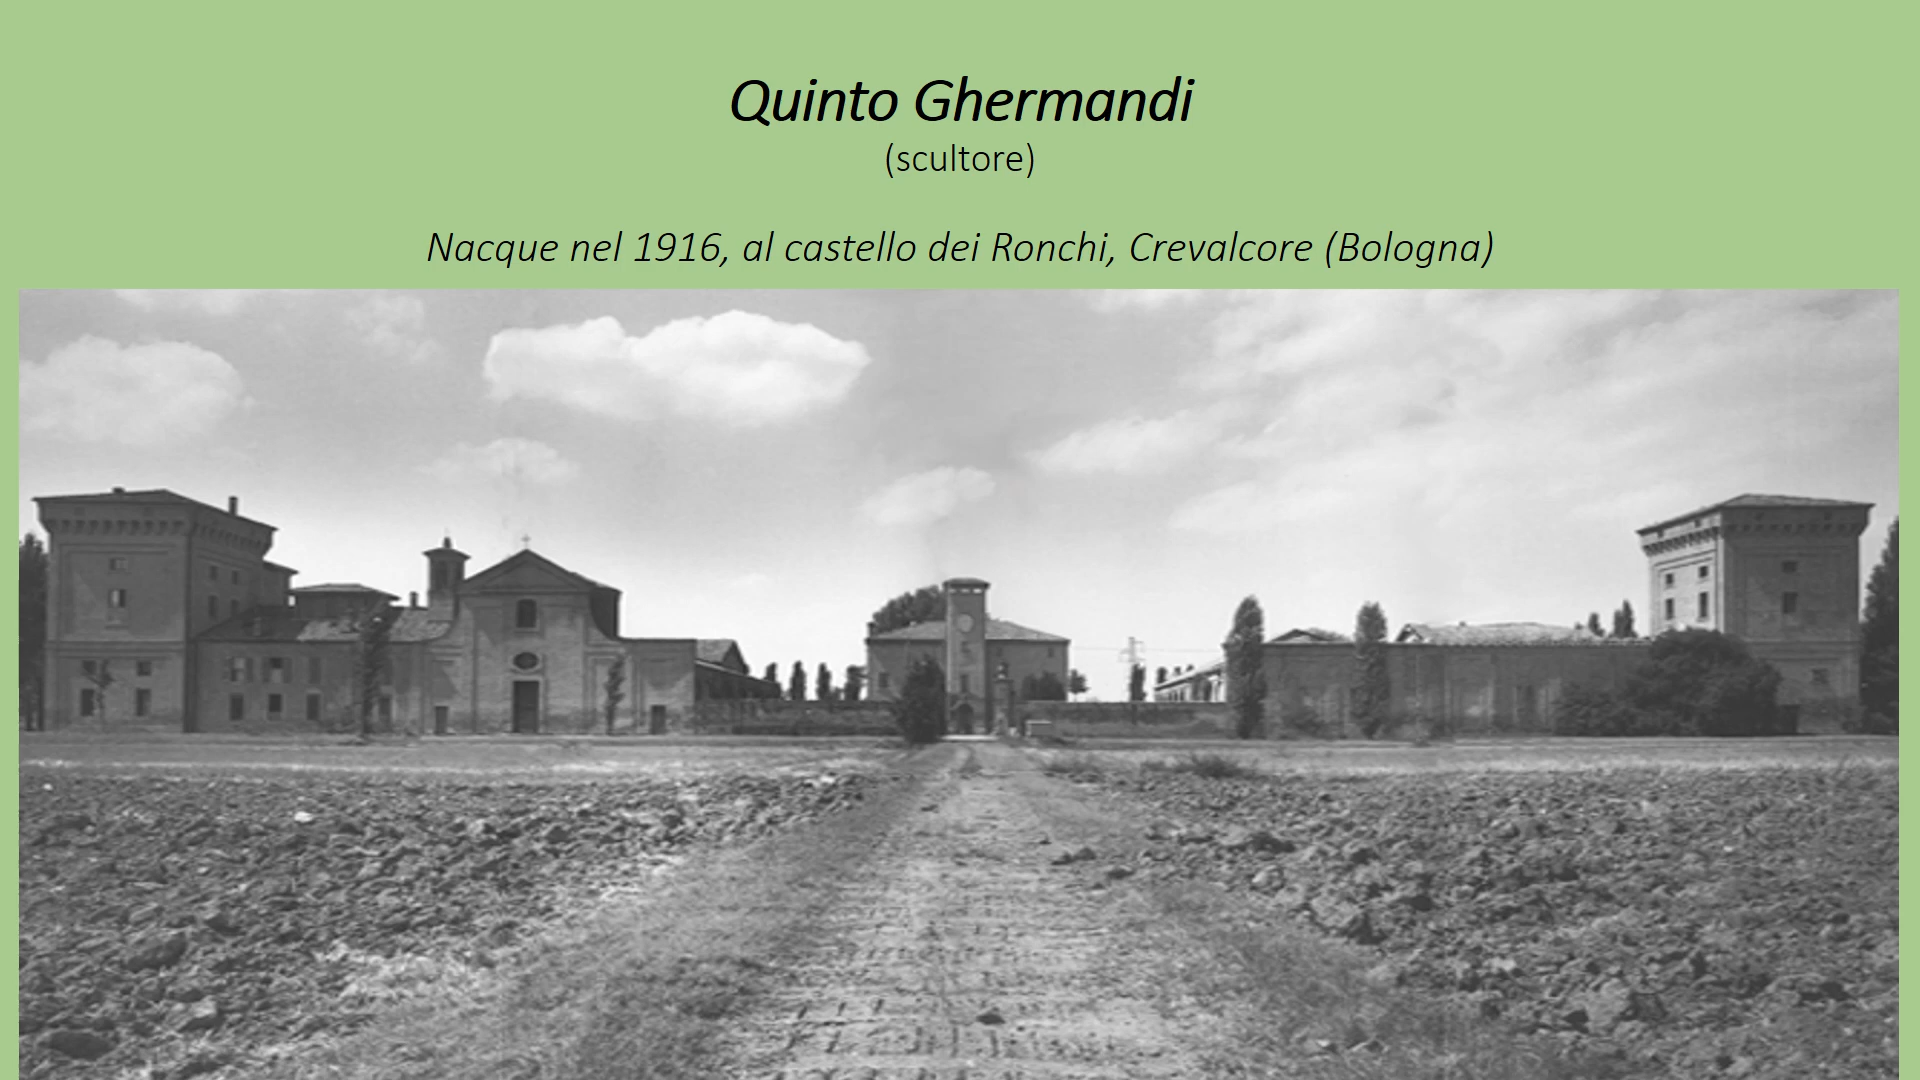 Quinto Ghermandi
(scultore)
Nacque nel 1916, al castello dei Ronchi, Crevalcore (Bologna)